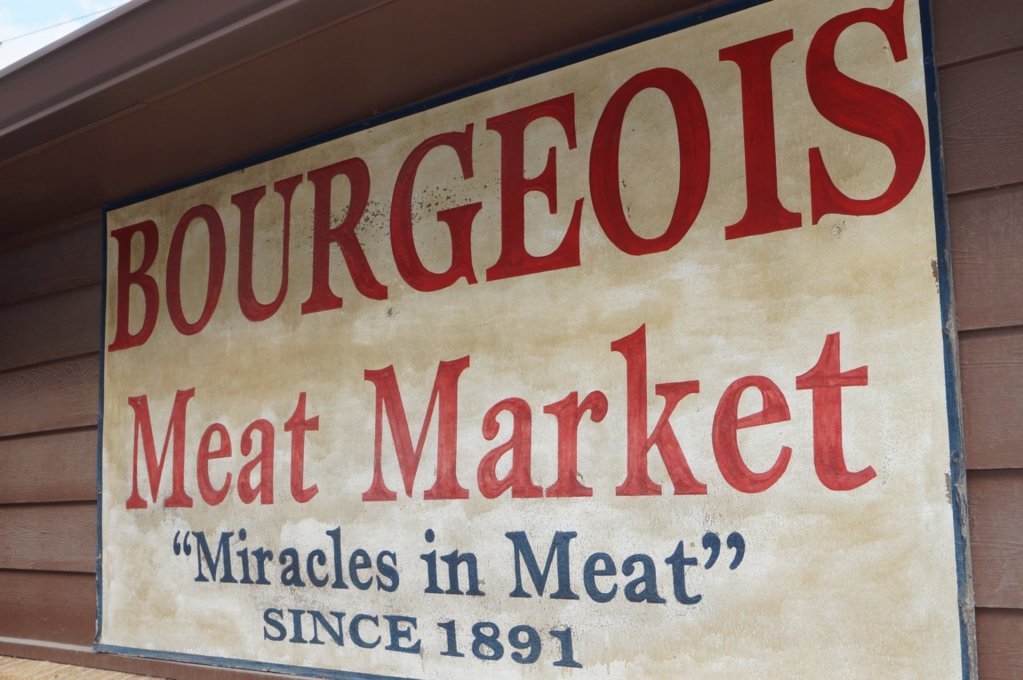 BOURGEOIS
Meat Market
“Miracles in Meat”
SINCE 1891